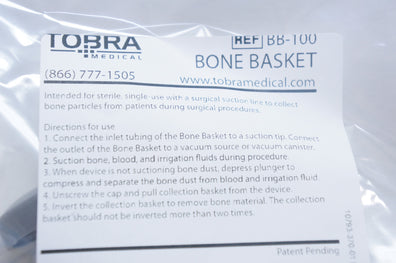 TOBRA
MEDICAL
REF BB-100
BONE BASKET
(866) 777-1505
www.tobramedical.com
Intended for sterile, single-use with a surgical suction line to collect
bone particles from patients during surgical procedures.
Directions for use
1. Connect the inlet tubing of the Bone Basket to a suction tip. Connect
the outlet of the Bone Basket to a vacuum source or vacuum canister.
2. Suction bone, blood, and irrigation fluids during procedure.
3. When device is not suctioning bone dust, depress plunger to
compress and separate the bone dust from blood and irrigation fluid.
4. Unscrew the cap and pull collection basket from the device.
5. Invert the collection basket to remove bone material. The collection
basket should not be inverted more than two times.
Patent Pending